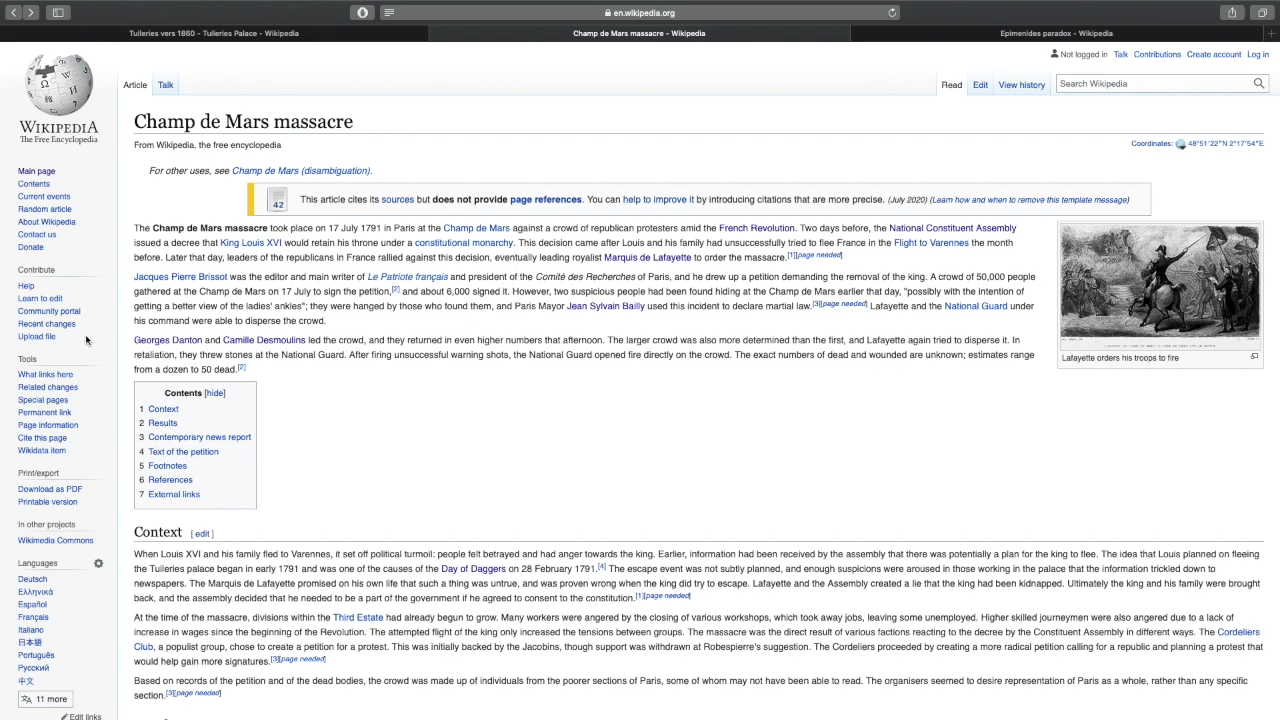 en.wikipedia.org
Tuileries vers 1860 - Tuileries Palace - Wikipedia
Champ de Mars massacre - Wikipedia
Epimenides paradox - Wikipedia
Not logged in Talk Contributions Create account Log in
WIKIPEDIA
The Free Encyclopedia
Article Talk
Read Edit View history
Search Wikipedia
Main page
Contents
Current events
Random article
About Wikipedia
Contact us
Donate
Contribute
Help
Learn to edit
Community portal
Recent changes
Upload file
Tools
What links here
Related changes
Special pages
Permanent link
Page information
Cite this page
Wikidata item
Print/export
Download as PDF
Printable version
In other projects
Wikimedia Commons
Languages
Deutsch
Ελληνικά
Español
Français
Italiano
日本語
Português
Русский
中文
11 more
Edit links
Champ de Mars massacre
From Wikipedia, the free encyclopedia
Coordinates: 48°51′22″N 2°17′54″E
For other uses, see Champ de Mars (disambiguation).
42
This article cites its sources but does not provide page references. You can help to improve it by introducing citations that are more precise. (July 2020) (Learn how and when to remove this template message)
The Champ de Mars massacre took place on 17 July 1791 in Paris at the Champ de Mars against a crowd of republican protesters amid the French Revolution. Two days before, the National Constituent Assembly
issued a decree that King Louis XVI would retain his throne under a constitutional monarchy. This decision came after Louis and his family had unsuccessfully tried to flee France in the Flight to Varennes the month
before. Later that day, leaders of the republicans in France rallied against this decision, eventually leading royalist Marquis de Lafayette to order the massacre.[1][page needed]
Jacques Pierre Brissot was the editor and main writer of Le Patriote français and president of the Comité des Recherches of Paris, and he drew up a petition demanding the removal of the king. A crowd of 50,000 people
gathered at the Champ de Mars on 17 July to sign the petition,[2] and about 6,000 signed it. However, two suspicious people had been found hiding at the Champ de Mars earlier that day, "possibly with the intention of
getting a better view of the ladies' ankles"; they were hanged by those who found them, and Paris Mayor Jean Sylvain Bailly used this incident to declare martial law.[3][page needed] Lafayette and the National Guard under
his command were able to disperse the crowd.
Georges Danton and Camille Desmoulins led the crowd, and they returned in even higher numbers that afternoon. The larger crowd was also more determined than the first, and Lafayette again tried to disperse it. In
retaliation, they threw stones at the National Guard. After firing unsuccessful warning shots, the National Guard opened fire directly on the crowd. The exact numbers of dead and wounded are unknown; estimates range
from a dozen to 50 dead.[2]
Lafayette orders his troops to fire
Contents [hide]
1 Context
2 Results
3 Contemporary news report
4 Text of the petition
5 Footnotes
6 References
7 External links
Context [ edit ]
When Louis XVI and his family fled to Varennes, it set off political turmoil: people felt betrayed and had anger towards the king. Earlier, information had been received by the assembly that there was potentially a plan for the king to flee. The idea that Louis planned on fleeing
the Tuileries palace began in early 1791 and was one of the causes of the Day of Daggers on 28 February 1791.[4] The escape event was not subtly planned, and enough suspicions were aroused in those working in the palace that the information trickled down to
newspapers. The Marquis de Lafayette promised on his own life that such a thing was untrue, and was proven wrong when the king did try to escape. Lafayette and the Assembly created a lie that the king had been kidnapped. Ultimately the king and his family were brought
back, and the assembly decided that he needed to be a part of the government if he agreed to consent to the constitution.[1][page needed]
At the time of the massacre, divisions within the Third Estate had already begun to grow. Many workers were angered by the closing of various workshops, which took away jobs, leaving some unemployed. Higher skilled journeymen were also angered due to a lack of
increase in wages since the beginning of the Revolution. The attempted flight of the king only increased the tensions between groups. The massacre was the direct result of various factions reacting to the decree by the Constituent Assembly in different ways. The Cordeliers
Club, a populist group, chose to create a petition for a protest. This was initially backed by the Jacobins, though support was withdrawn at Robespierre's suggestion. The Cordeliers proceeded by creating a more radical petition calling for a republic and planning a protest that
would help gain more signatures.[3][page needed]
Based on records of the petition and of the dead bodies, the crowd was made up of individuals from the poorer sections of Paris, some of whom may not have been able to read. The organisers seemed to desire representation of Paris as a whole, rather than any specific
section.[3][page needed]